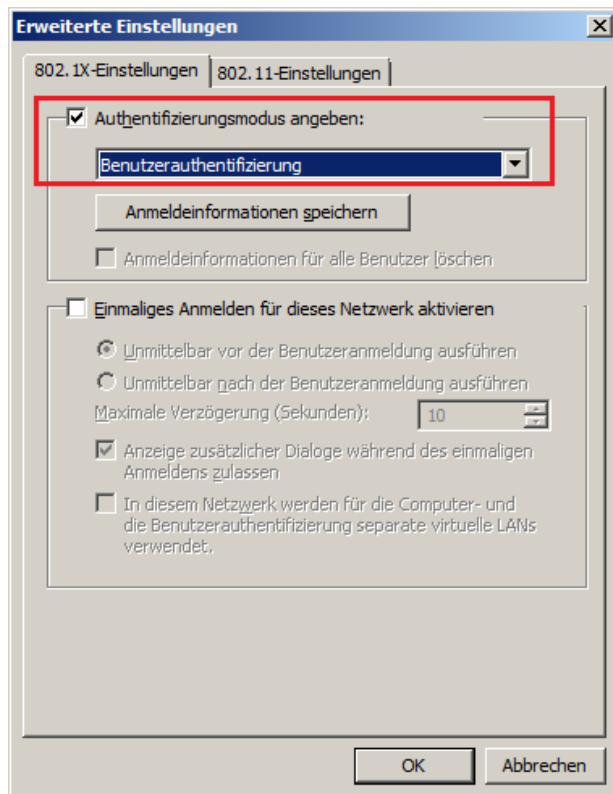 Erweiterte Einstellungen
802.1X-Einstellungen
802.11-Einstellungen
Authentifizierungsmodus angeben:
Benutzerauthentifizierung
Anmeldeinformationen speichern
Anmeldeinformationen für alle Benutzer löschen
Einmaliges Anmelden für dieses Netzwerk aktivieren
Unmittelbar vor der Benutzeranmeldung ausführen
Unmittelbar nach der Benutzeranmeldung ausführen
Maximale Verzögerung (Sekunden): 10
Anzeige zusätzlicher Dialoge während des einmaligen
Anmeldens zulassen
In diesem Netzwerk werden für die Computer- und
die Benutzerauthentifizierung separate virtuelle LANs
verwendet.
OK
Abbrechen